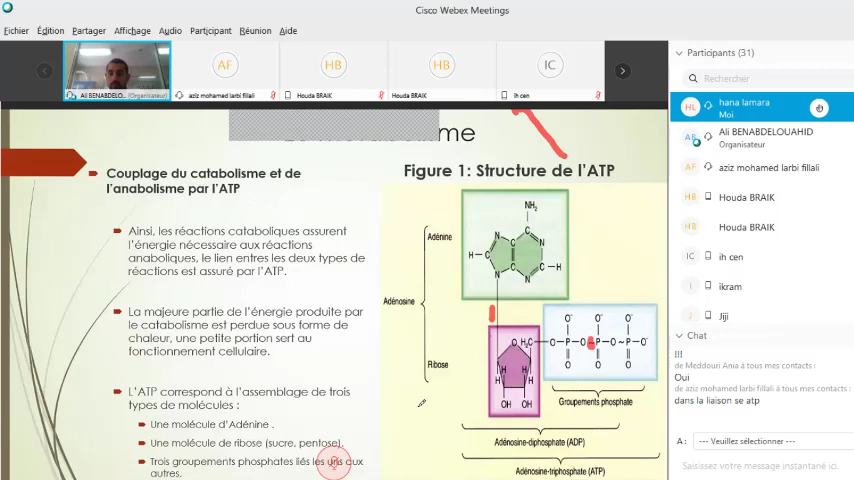 Cisco Webex Meetings
Fichier Édition Partager Affichage Audio Participant Réunion Aide
AF HB HB IC
Ali BENABDELO... (Organisateur) aziz mohamed larbi fillali Houda BRAIK Houda BRAIK ih cen
Participants (31)
Rechercher
HL hana lamara
Moi
AB Ali BENABDELOUAHID
Organisateur
AF aziz mohamed larbi fillali
HB Houda BRAIK
HB Houda BRAIK
IC ih cen
I ikram
J Jiji
Chat
!!!
de Meddouri Ania à tous mes contacts :
Oui
de aziz mohamed larbi fillali à tous mes contacts :
dans la liaison se atp
A : --- Veuillez sélectionner ---
Saisissez votre message instantané ici.
Couplage du catabolisme et de
l'anabolisme par l'ATP
Ainsi, les réactions cataboliques assurent
l'énergie nécessaire aux réactions
anaboliques, le lien entre les deux types de
réactions est assuré par l'ATP.
La majeure partie de l'énergie produite par
le catabolisme est perdue sous forme de
chaleur, une petite portion sert au
fonctionnement cellulaire.
L'ATP correspond à l'assemblage de trois
types de molécules :
Une molécule d'Adénine .
Une molécule de ribose (sucre, pentose).
Trois groupements phosphates liés les uns aux
autres.
Figure 1: Structure de l'ATP
Adénine
Adénosine
Ribose
NH2
N C C N
H—C C C—H
N N
O H2C—O—P—O~P—O~P—O-
O- O- O-
O O O
H H
H H
OH OH
Groupements phosphate
Adénosine-diphosphate (ADP)
Adénosine-triphosphate (ATP)